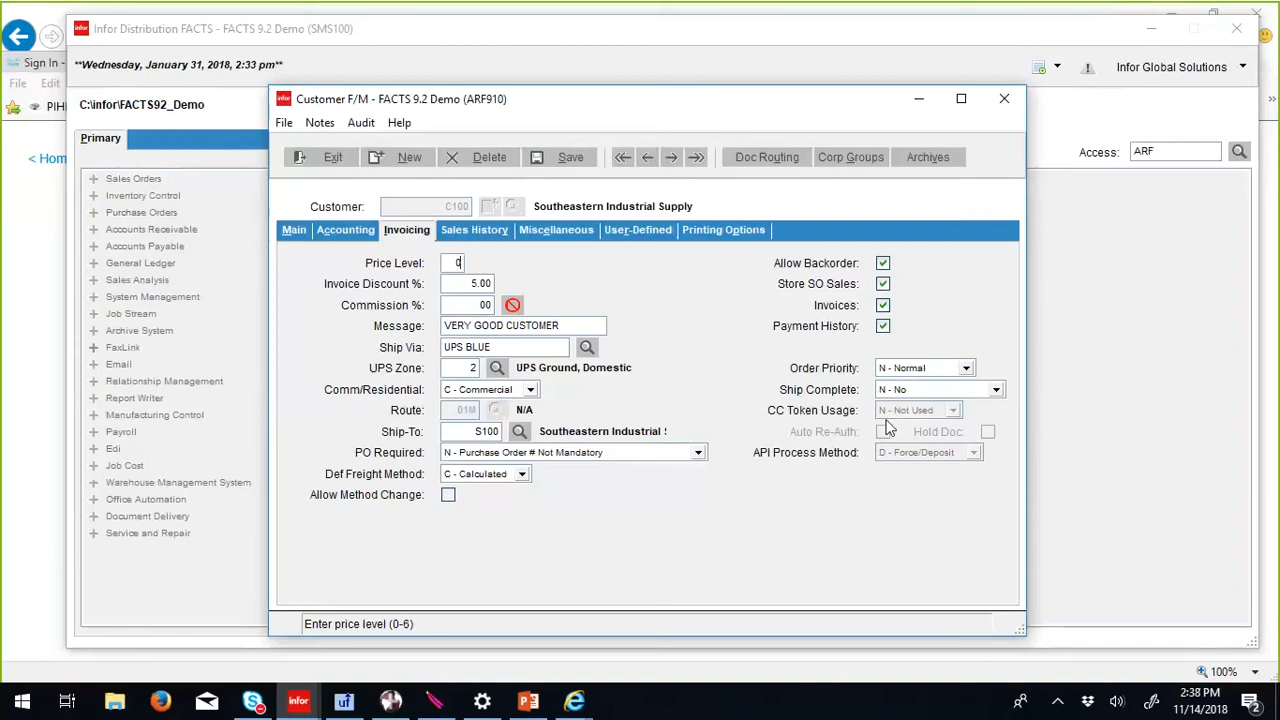 Infor Distribution FACTS - FACTS 9.2 Demo (SMS100)
Sign In -
**Wednesday, January 31, 2018, 2:33 pm**
Infor Global Solutions
File Edit
C:\infor\FACTS92_Demo
Primary
< Hom
Access: ARF
Sales Orders
Inventory Control
Purchase Orders
Accounts Receivable
Accounts Payable
General Ledger
Sales Analysis
System Management
Job Stream
Archive System
FaxLink
Email
Relationship Management
Report Writer
Manufacturing Control
Payroll
Edi
Job Cost
Warehouse Management System
Office Automation
Document Delivery
Service and Repair
infor Customer F/M - FACTS 9.2 Demo (ARF910)
File Notes Audit Help
Exit New Delete Save Doc Routing Corp Groups Archives
Customer: C100 Southeastern Industrial Supply
Main Accounting Invoicing Sales History Miscellaneous User-Defined Printing Options
Price Level: 0
Invoice Discount %: 5.00
Commission %: 00
Message: VERY GOOD CUSTOMER
Ship Via: UPS BLUE
UPS Zone: 2 UPS Ground, Domestic
Comm/Residential: C - Commercial
Route: 01M N/A
Ship-To: S100 Southeastern Industrial S
PO Required: N - Purchase Order # Not Mandatory
Def Freight Method: C - Calculated
Allow Method Change:
Allow Backorder:
Store SO Sales:
Invoices:
Payment History:
Order Priority: N - Normal
Ship Complete: N - No
CC Token Usage: N - Not Used
Auto Re-Auth: Hold Doc:
API Process Method: D - Force/Deposit
Enter price level (0-6)
100%
infor
uf
2:38 PM
11/14/2018
2